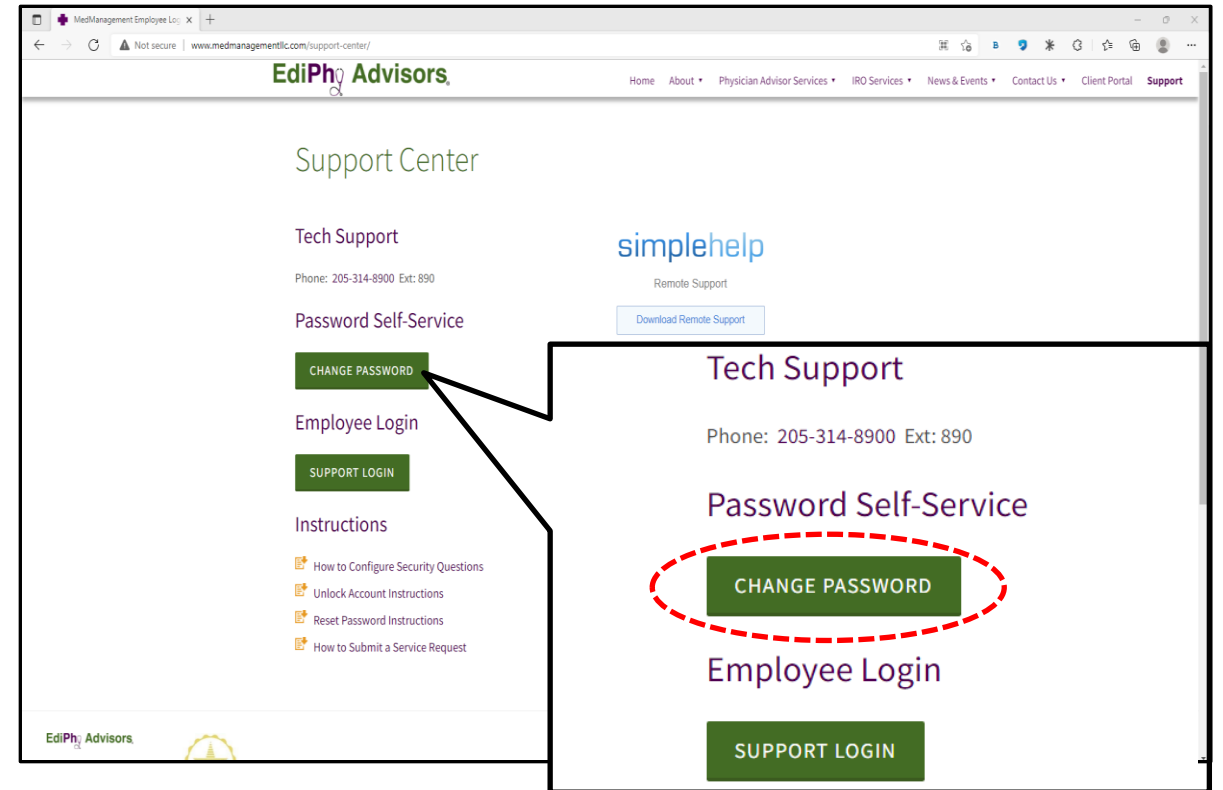 MedManagement Employee Log
Not secure | www.medmanagementllc.com/support-center/
EdiPhy Advisors
Home About Physician Advisor Services IRO Services News & Events Contact Us Client Portal Support
Support Center
Tech Support
Phone: 205-314-8900 Ext: 890
Password Self-Service
CHANGE PASSWORD
Employee Login
SUPPORT LOGIN
Instructions
How to Configure Security Questions
Unlock Account Instructions
Reset Password Instructions
How to Submit a Service Request
simplehelp
Remote Support
Download Remote Support
Tech Support
Phone: 205-314-8900 Ext: 890
Password Self-Service
CHANGE PASSWORD
Employee Login
SUPPORT LOGIN
EdiPhy Advisors